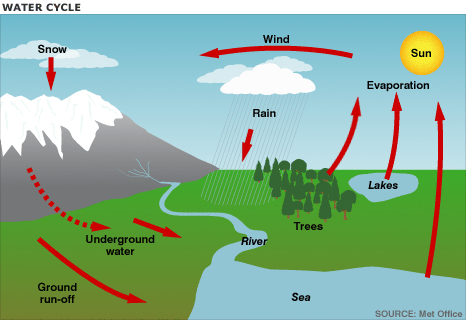 WATER CYCLE
Snow
Wind
Sun
Evaporation
Rain
Lakes
Trees
Underground
water
River
Ground
run-off
Sea
SOURCE: Met Office